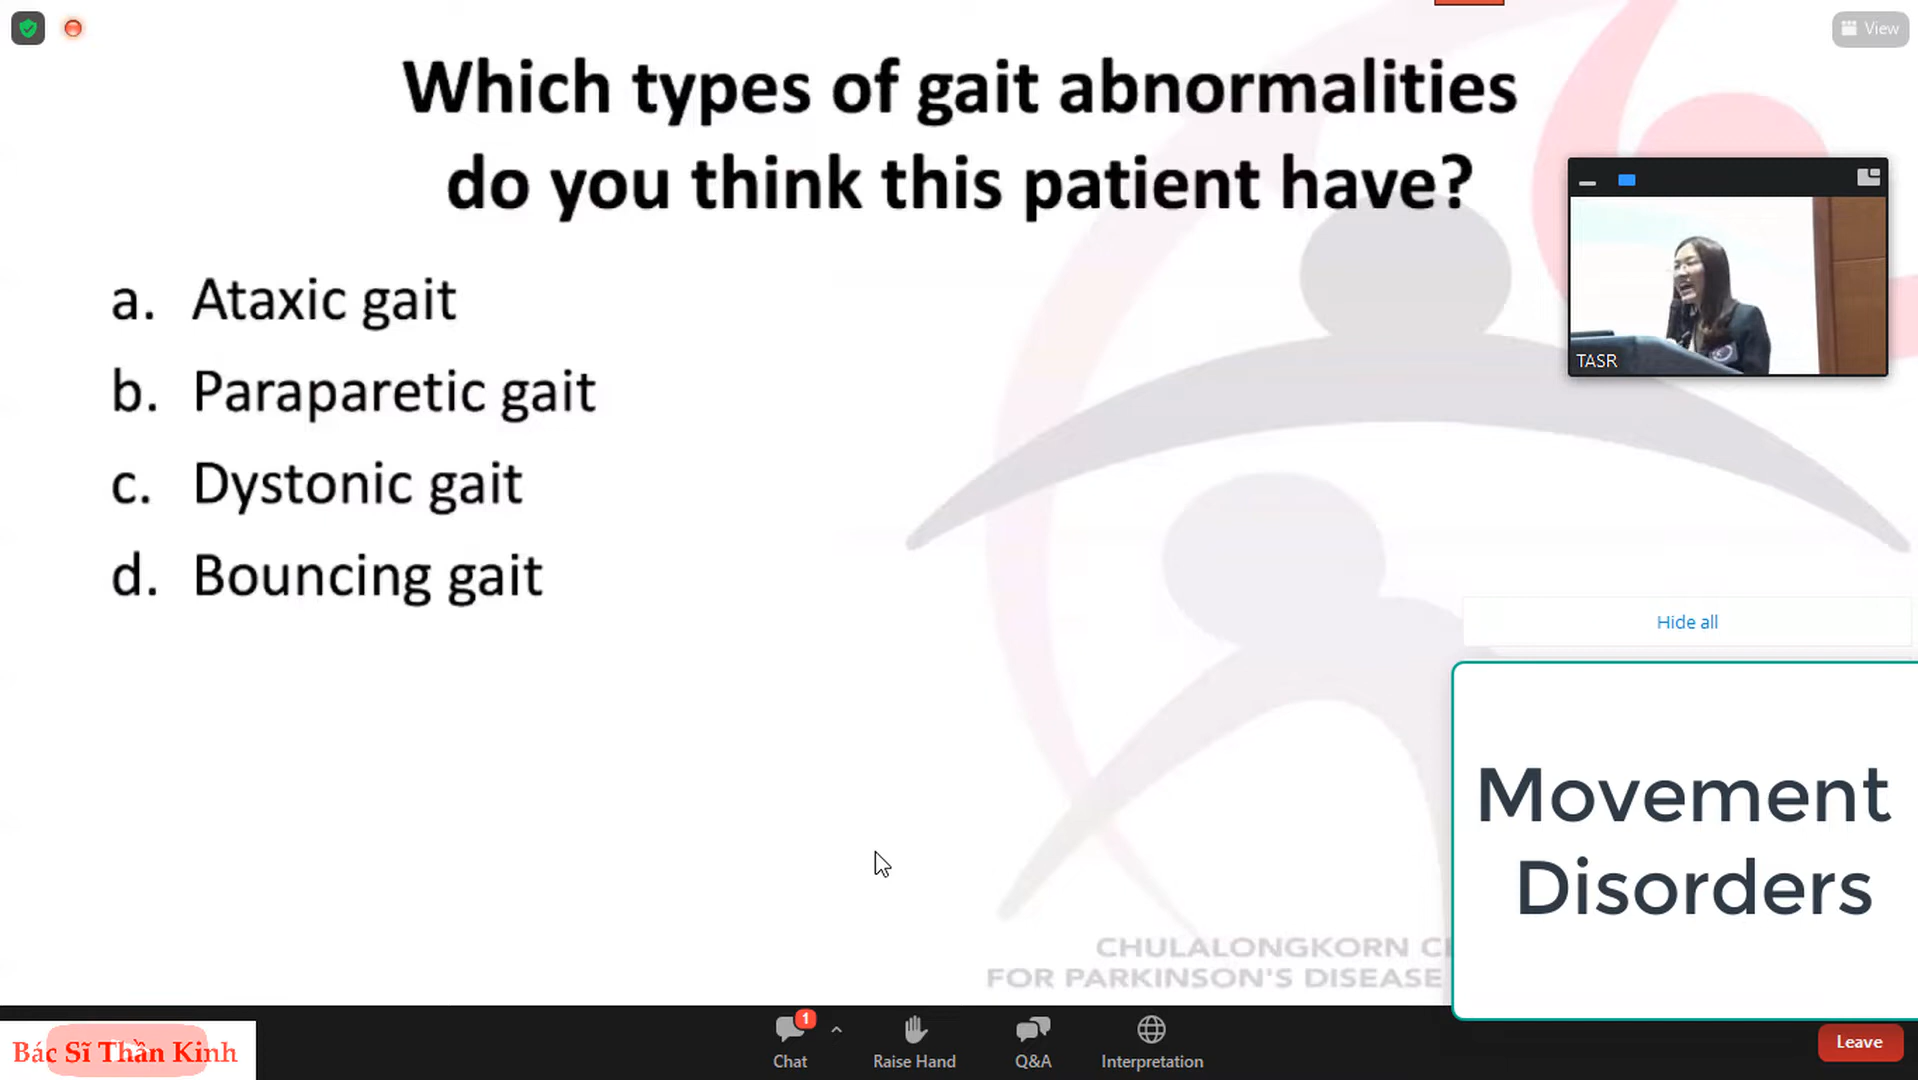 View
Which types of gait abnormalities
do you think this patient have?
a. Ataxic gait
b. Paraparetic gait
c. Dystonic gait
d. Bouncing gait
TASR
Hide all
Movement
Disorders
CHULALONGKORN
FOR PARKINSON'S DISEASE
Bác Sĩ Thần Kinh
1
Chat
Raise Hand
Q&A
Interpretation
Leave